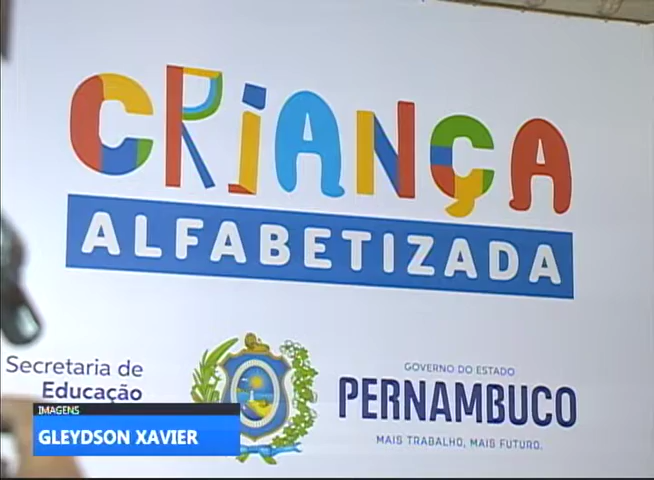 CRIANÇA
ALFABETIZADA
Secretaria de
Educação
GOVERNO DO ESTADO
PERNAMBUCO
MAIS TRABALHO, MAIS FUTURO.
IMAGENS
GLEYDSON XAVIER